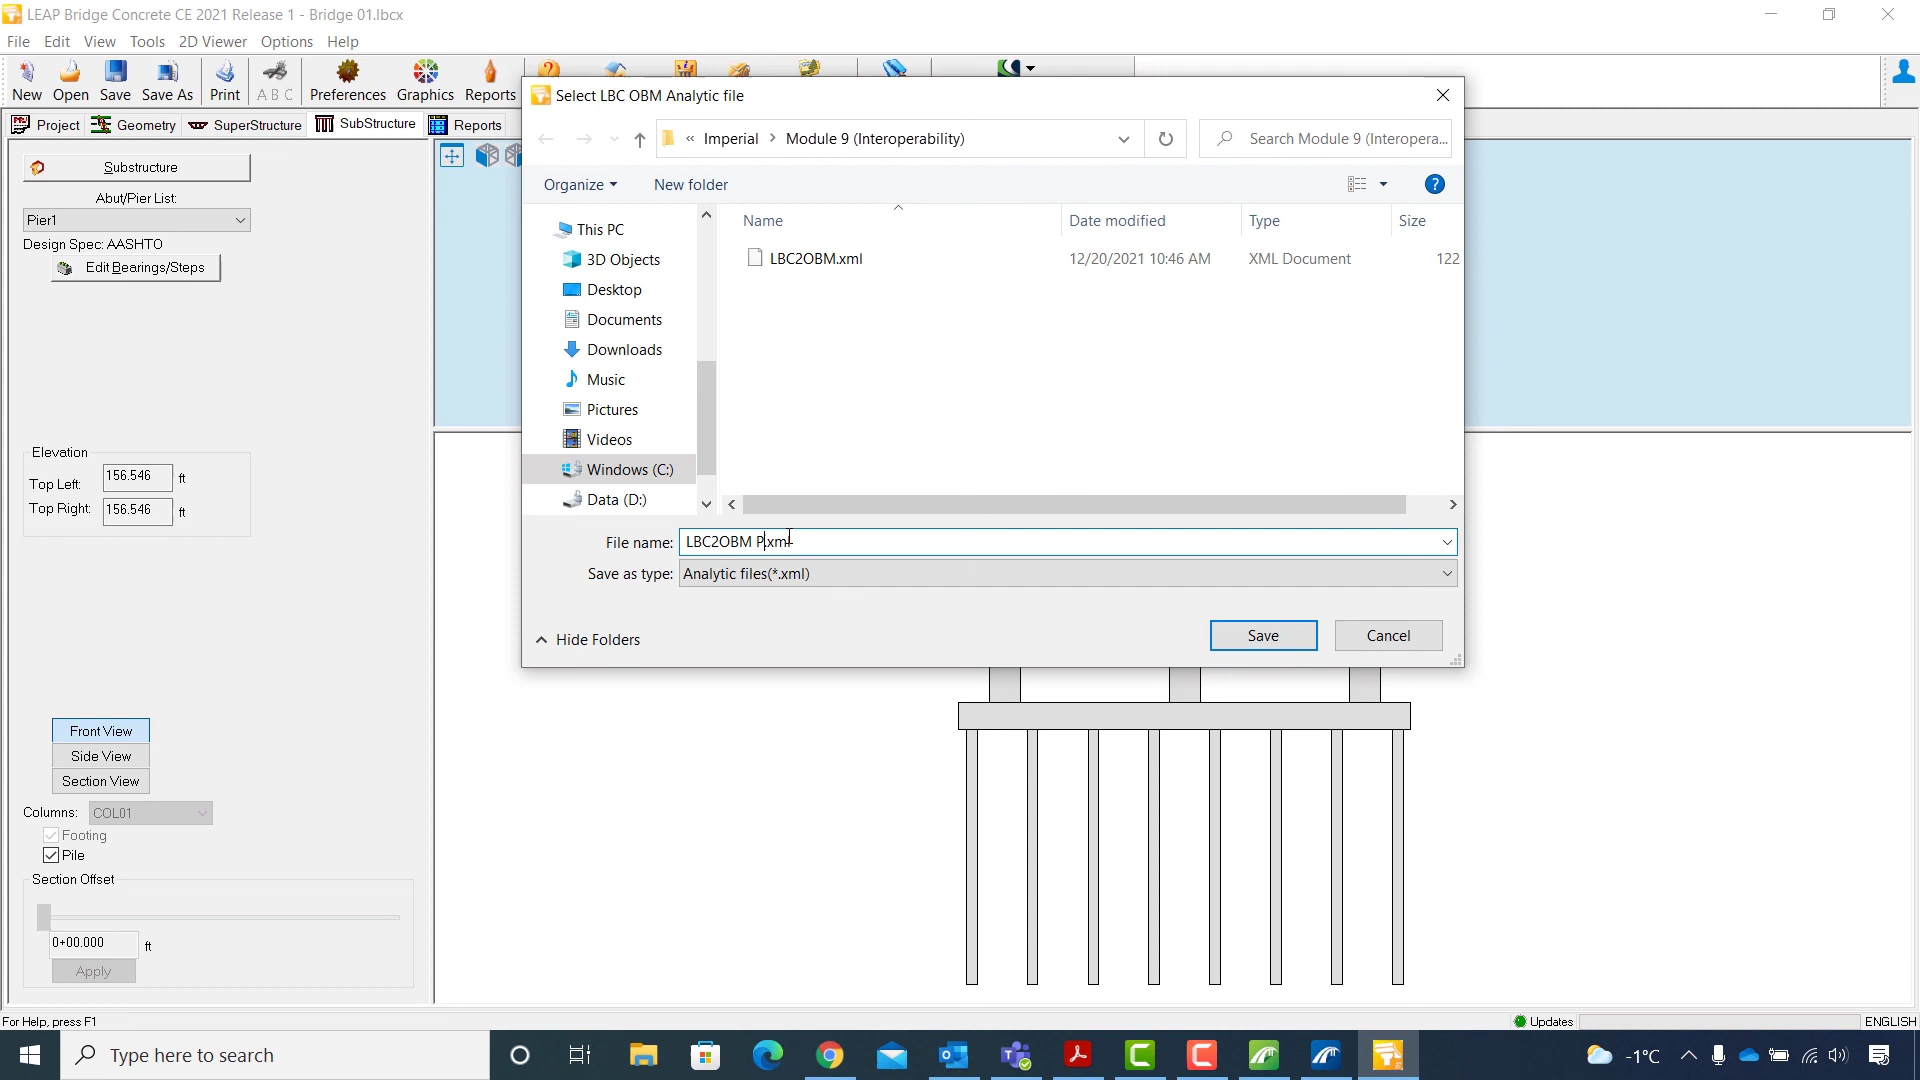 LEAP Bridge Concrete CE 2021 Release 1 - Bridge 01.lbcx
File Edit View Tools 2D Viewer Options Help
New Open Save Save As Print ABC Preferences Graphics Reports
Project Geometry SuperStructure SubStructure Reports
Substructure
Abut/Pier List:
Pier1
Design Spec: AASHTO
Edit Bearings/Steps
Elevation
Top Left: 156.546 ft
Top Right: 156.546 ft
Front View
Side View
Section View
Columns: COL01
Footing
Pile
Section Offset
0+00.000 ft
Apply
Select LBC OBM Analytic file
« Imperial > Module 9 (Interoperability)
Search Module 9 (Interopera...
Organize New folder
Name Date modified Type Size
LBC2OBM.xml 12/20/2021 10:46 AM XML Document 122
This PC
3D Objects
Desktop
Documents
Downloads
Music
Pictures
Videos
Windows (C:)
Data (D:)
File name: LBC2OBM P.xml
Save as type: Analytic files(*.xml)
Hide Folders
Save Cancel
For Help, press F1
Updates
ENGLISH
Type here to search
-1°C